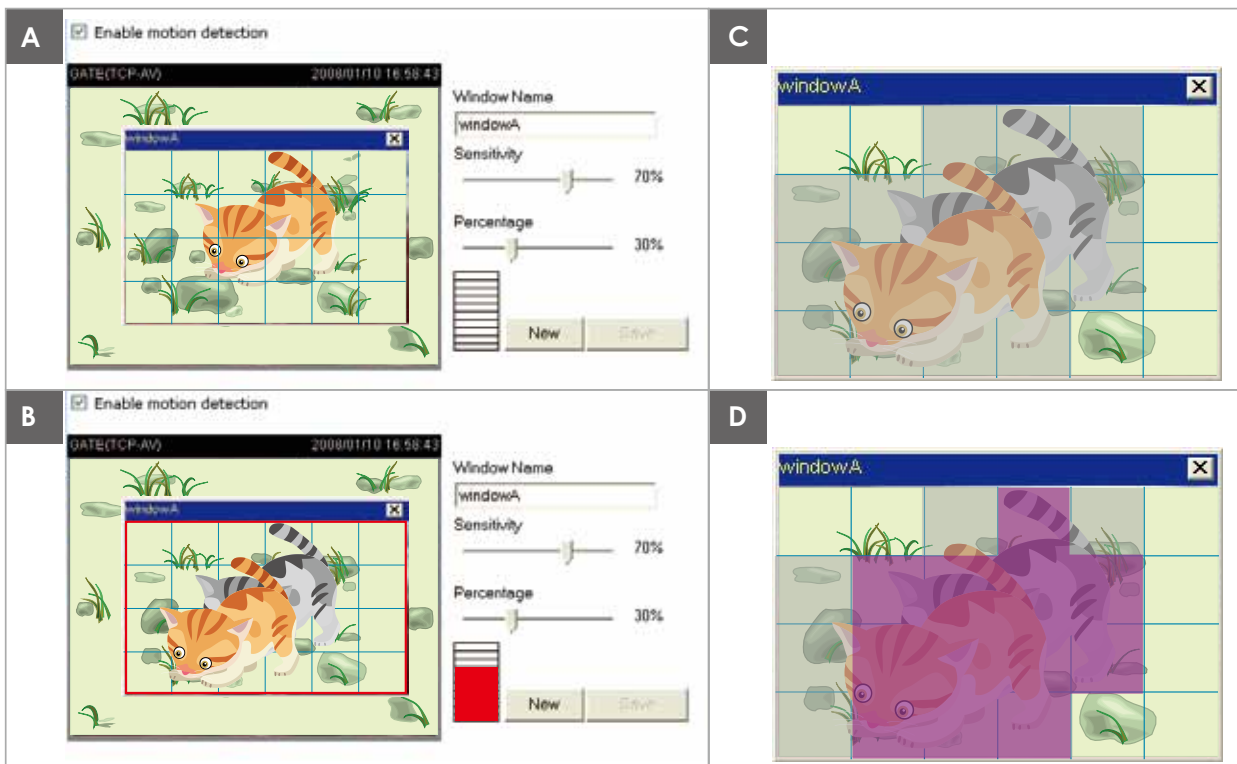 A
Enable motion detection
GATE(TCP-AV) 2008/01/10 16:58:43
windowA
Window Name
windowA
Sensitivity
70%
Percentage
30%
New Save
C
windowA
B
Enable motion detection
GATE(TCP-AV) 2008/01/10 16:58:43
windowA
Window Name
windowA
Sensitivity
70%
Percentage
30%
New Save
D
windowA